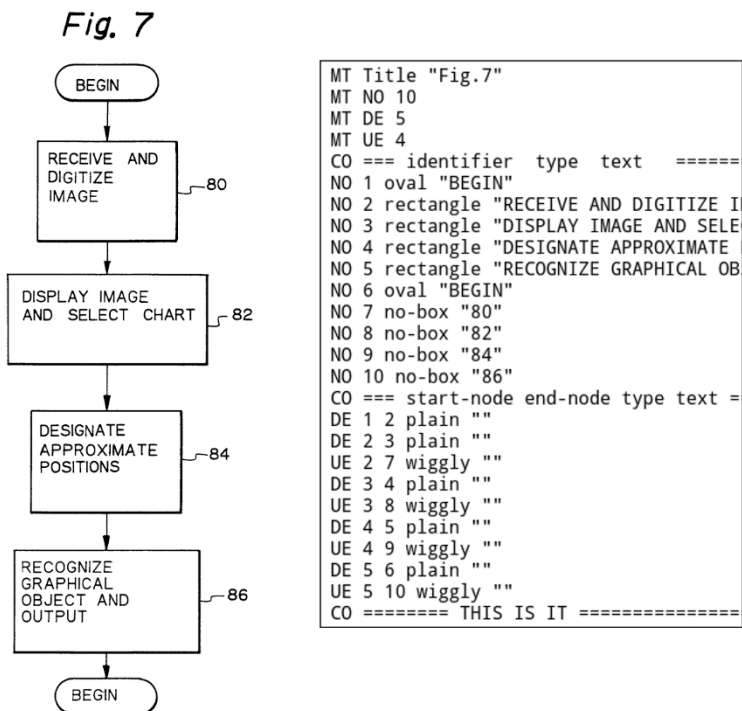 Fig. 7
BEGIN
RECEIVE AND
DIGITIZE
IMAGE
80
DISPLAY IMAGE
AND SELECT CHART
82
DESIGNATE
APPROXIMATE
POSITIONS
84
RECOGNIZE
GRAPHICAL
OBJECT AND
OUTPUT
86
BEGIN
MT Title "Fig.7"
MT NO 10
MT DE 5
MT UE 4
CO === identifier type text ======
NO 1 oval "BEGIN"
NO 2 rectangle "RECEIVE AND DIGITIZE
NO 3 rectangle "DISPLAY IMAGE AND
NO 4 rectangle "DESIGNATE APPROXIMATE
NO 5 rectangle "RECOGNIZE GRAPHICAL
NO 6 oval "BEGIN"
NO 7 no-box "80"
NO 8 no-box "82"
NO 9 no-box "84"
NO 10 no-box "86"
CO === start-node end-node type text =
DE 1 2 plain ""
DE 2 3 plain ""
UE 2 7 wiggly ""
DE 3 4 plain ""
UE 3 8 wiggly ""
DE 4 5 plain ""
UE 4 9 wiggly ""
DE 5 6 plain ""
UE 5 10 wiggly ""
CO ======== THIS IS IT ===============